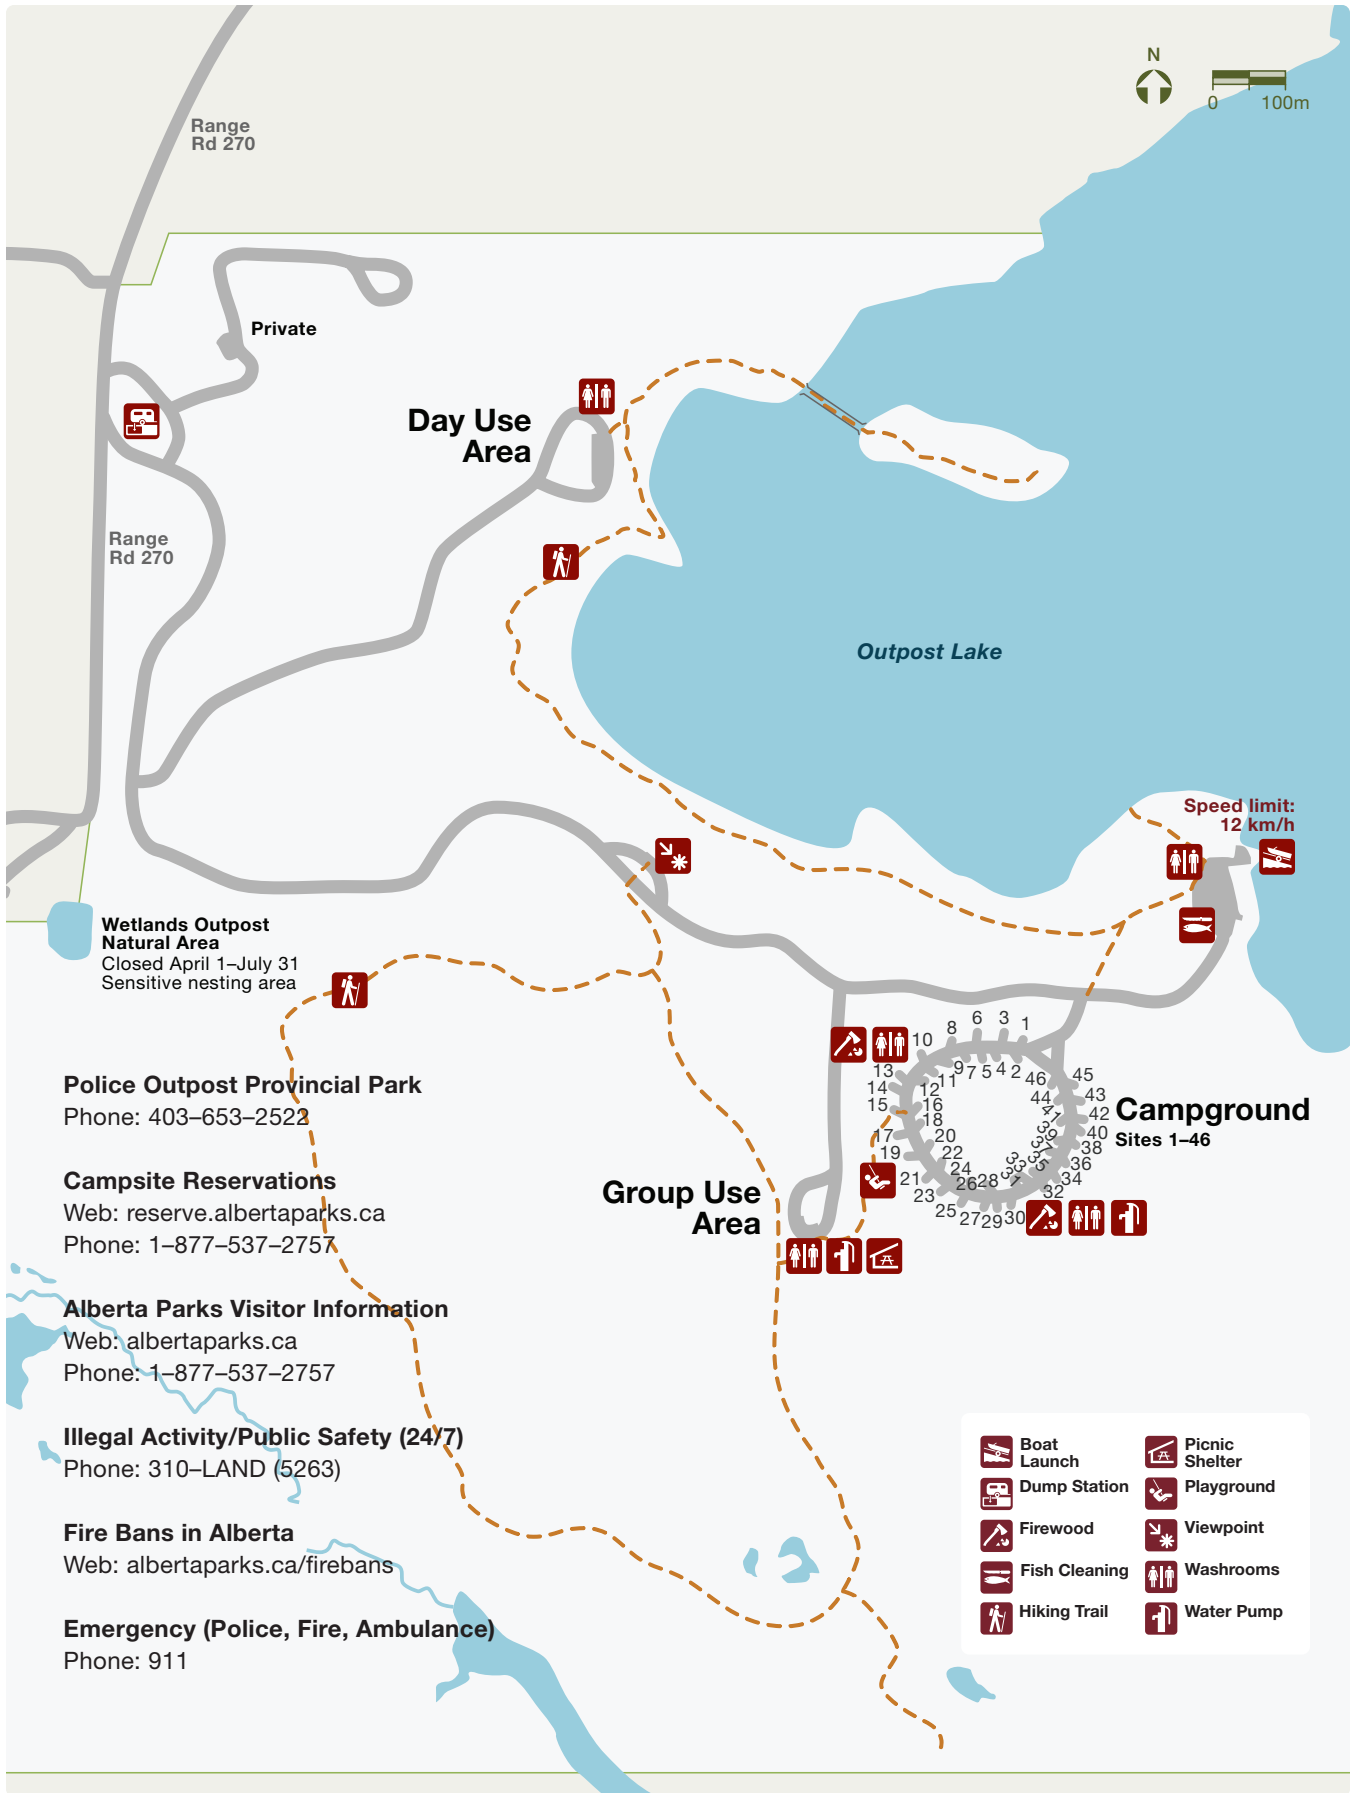 N
0 100m
Range
Rd 270
Private
Day Use
Area
Range
Rd 270
Outpost Lake
Speed limit:
12 km/h
Wetlands Outpost
Natural Area
Closed April 1–July 31
Sensitive nesting area
Police Outpost Provincial Park
Phone: 403–653–2522
Campsite Reservations
Web: reserve.albertaparks.ca
Phone: 1–877–537–2757
Alberta Parks Visitor Information
Web: albertaparks.ca
Phone: 1–877–537–2757
Illegal Activity/Public Safety (24/7)
Phone: 310–LAND (5263)
Fire Bans in Alberta
Web: albertaparks.ca/firebans
Emergency (Police, Fire, Ambulance)
Phone: 911
Group Use
Area
Campground
Sites 1–46
1
2
3
4
5
6
7
8
9
10
11
12
13
14
15
16
17
18
19
20
21
22
23
24
25
26
27
28
29
30
31
32
33
34
35
36
37
38
39
40
41
42
43
44
45
46
Boat
Launch
Dump Station
Firewood
Fish Cleaning
Hiking Trail
Picnic
Shelter
Playground
Viewpoint
Washrooms
Water Pump